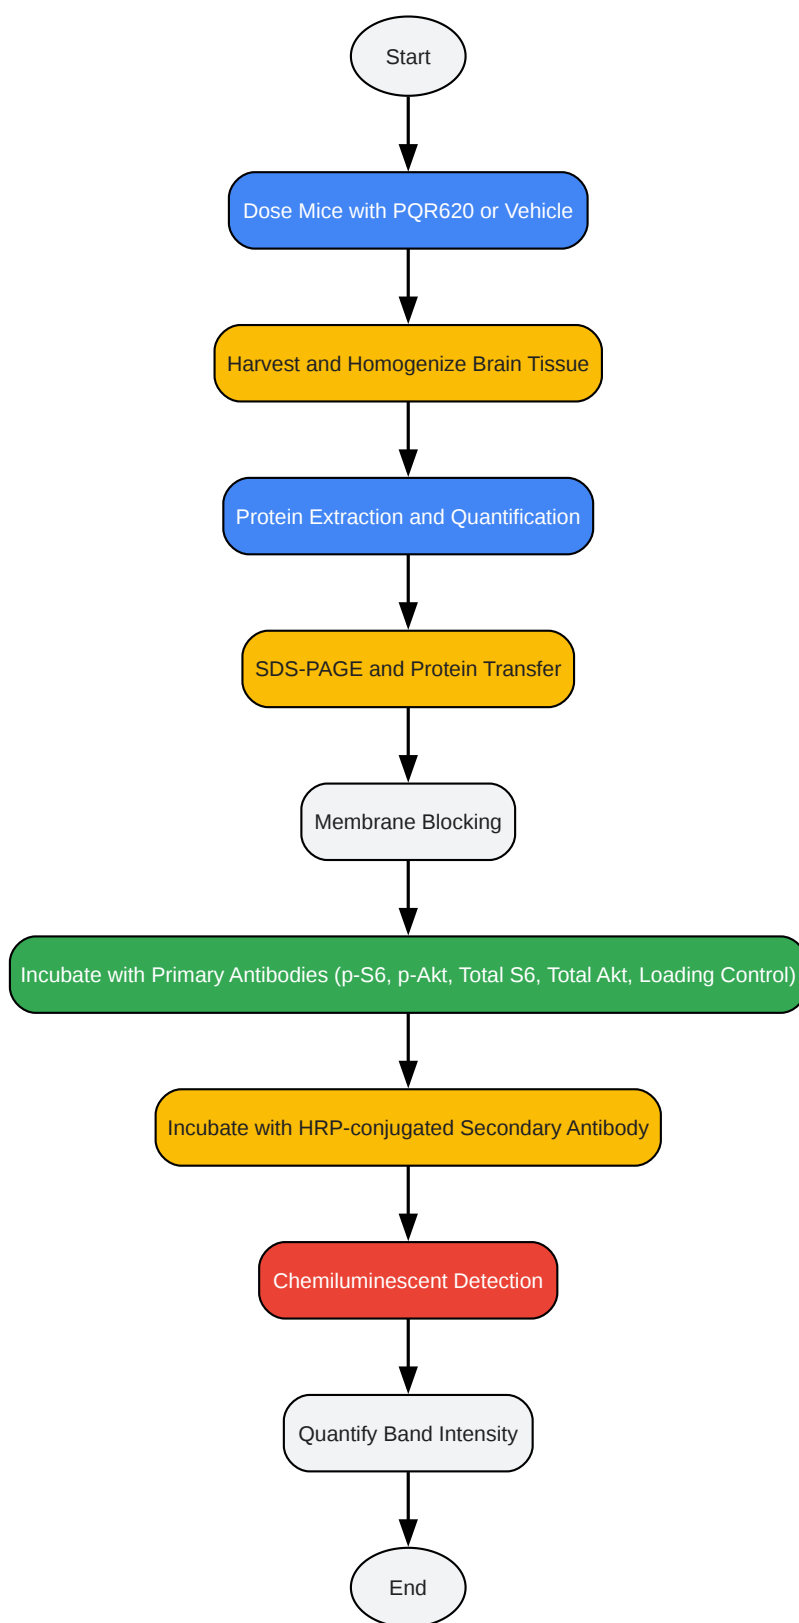 Start
Dose Mice with PQR620 or Vehicle
Harvest and Homogenize Brain Tissue
Protein Extraction and Quantification
SDS-PAGE and Protein Transfer
Membrane Blocking
Incubate with Primary Antibodies (p-S6, p-Akt, Total S6, Total Akt, Loading Control)
Incubate with HRP-conjugated Secondary Antibody
Chemiluminescent Detection
Quantify Band Intensity
End